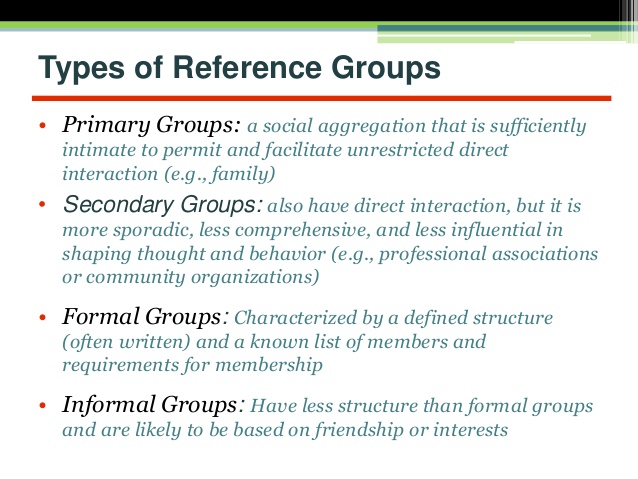 Types of Reference Groups
• Primary Groups: a social aggregation that is sufficiently
intimate to permit and facilitate unrestricted direct
interaction (e.g., family)
• Secondary Groups: also have direct interaction, but it is
more sporadic, less comprehensive, and less influential in
shaping thought and behavior (e.g., professional associations
or community organizations)
• Formal Groups: Characterized by a defined structure
(often written) and a known list of members and
requirements for membership
• Informal Groups: Have less structure than formal groups
and are likely to be based on friendship or interests